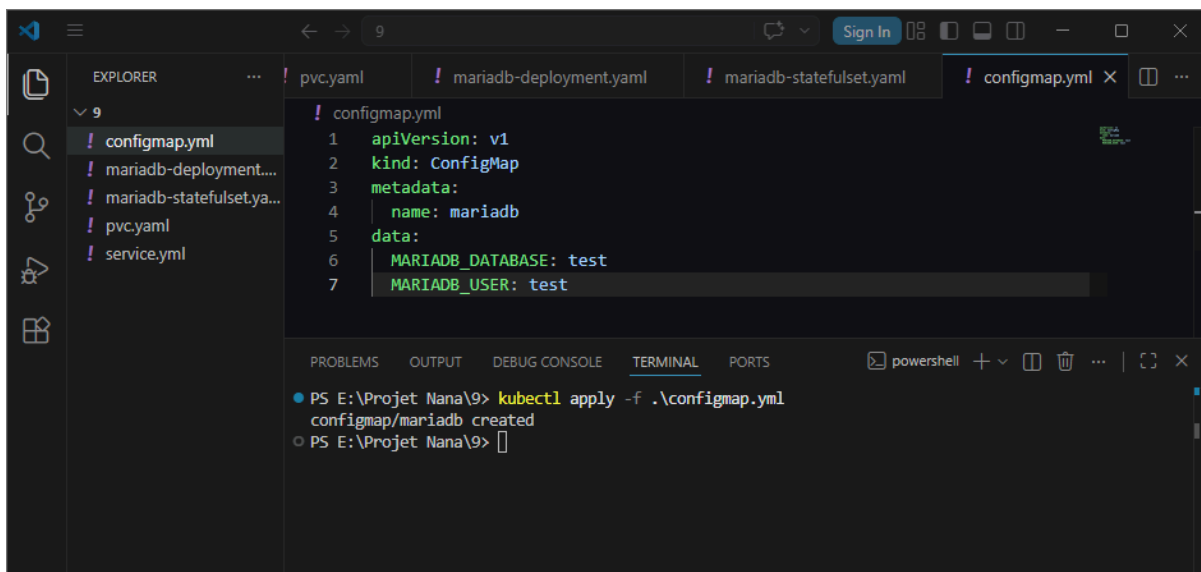 9
Sign In
EXPLORER ...
9
configmap.yml
mariadb-deployment....
mariadb-statefulset.ya...
pvc.yaml
service.yml
! pvc.yaml ! mariadb-deployment.yaml ! mariadb-statefulset.yaml ! configmap.yml
! configmap.yml
1 apiVersion: v1
2 kind: ConfigMap
3 metadata:
4 name: mariadb
5 data:
6 MARIADB_DATABASE: test
7 MARIADB_USER: test
PROBLEMS OUTPUT DEBUG CONSOLE TERMINAL PORTS powershell
PS E:\Projet Nana\9> kubectl apply -f .\configmap.yml
configmap/mariadb created
PS E:\Projet Nana\9>